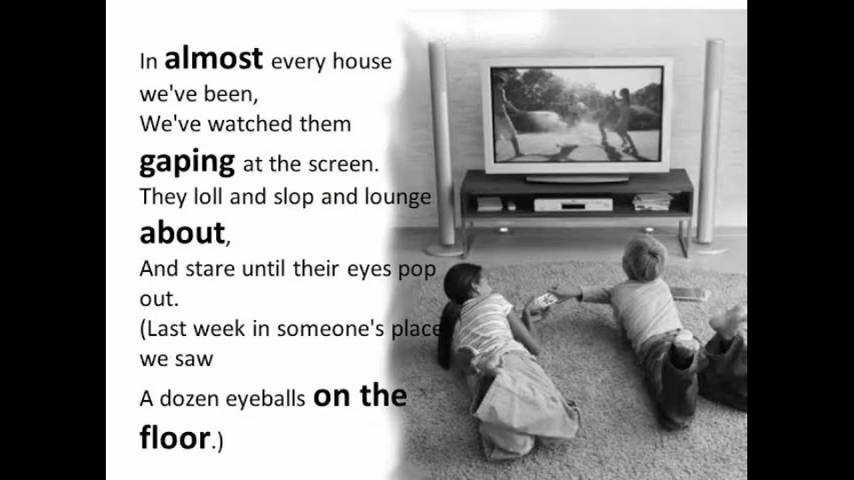 In almost every house
we've been,
We've watched them
gaping at the screen.
They loll and slop and lounge
about,
And stare until their eyes pop
out.
(Last week in someone's place
we saw
A dozen eyeballs on the
floor.)